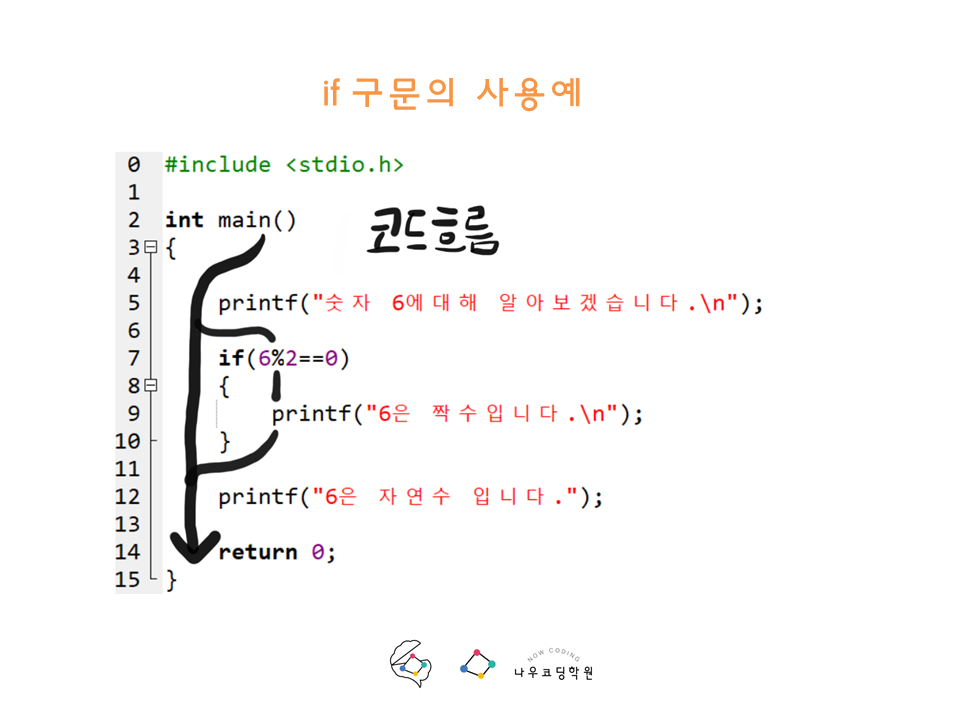 if 구문의 사용예
0 #include <stdio.h>
1
2 int main()
코드흐름
3 {
4
5 printf("숫자 6에대해 알아보겠습니다.\n");
6
7 if(6%2==0)
8 {
9 printf("6은 짝수입니다.\n");
10 }
11
12 printf("6은 자연수 입니다.");
13
14 return 0;
15 }
NOW CODING
나우코딩학원